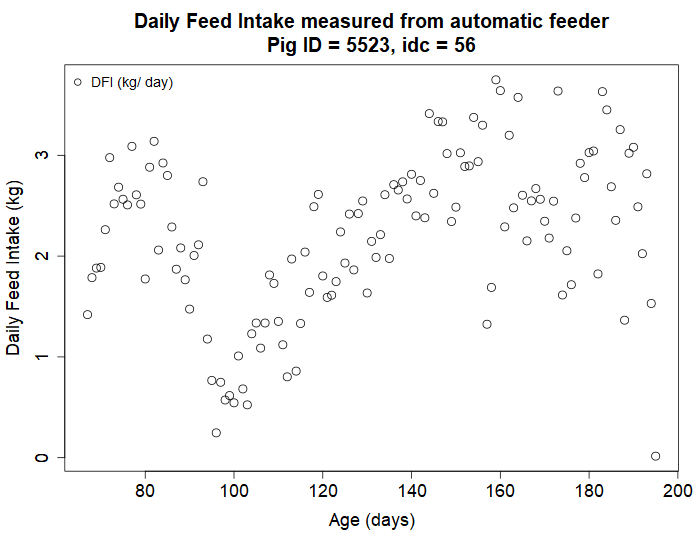 Daily Feed Intake measured from automatic feeder
Pig ID = 5523, idc = 56
DFI (kg/ day)
Daily Feed Intake (kg)
3
2
1
0
80 100 120 140 160 180 200
Age (days)